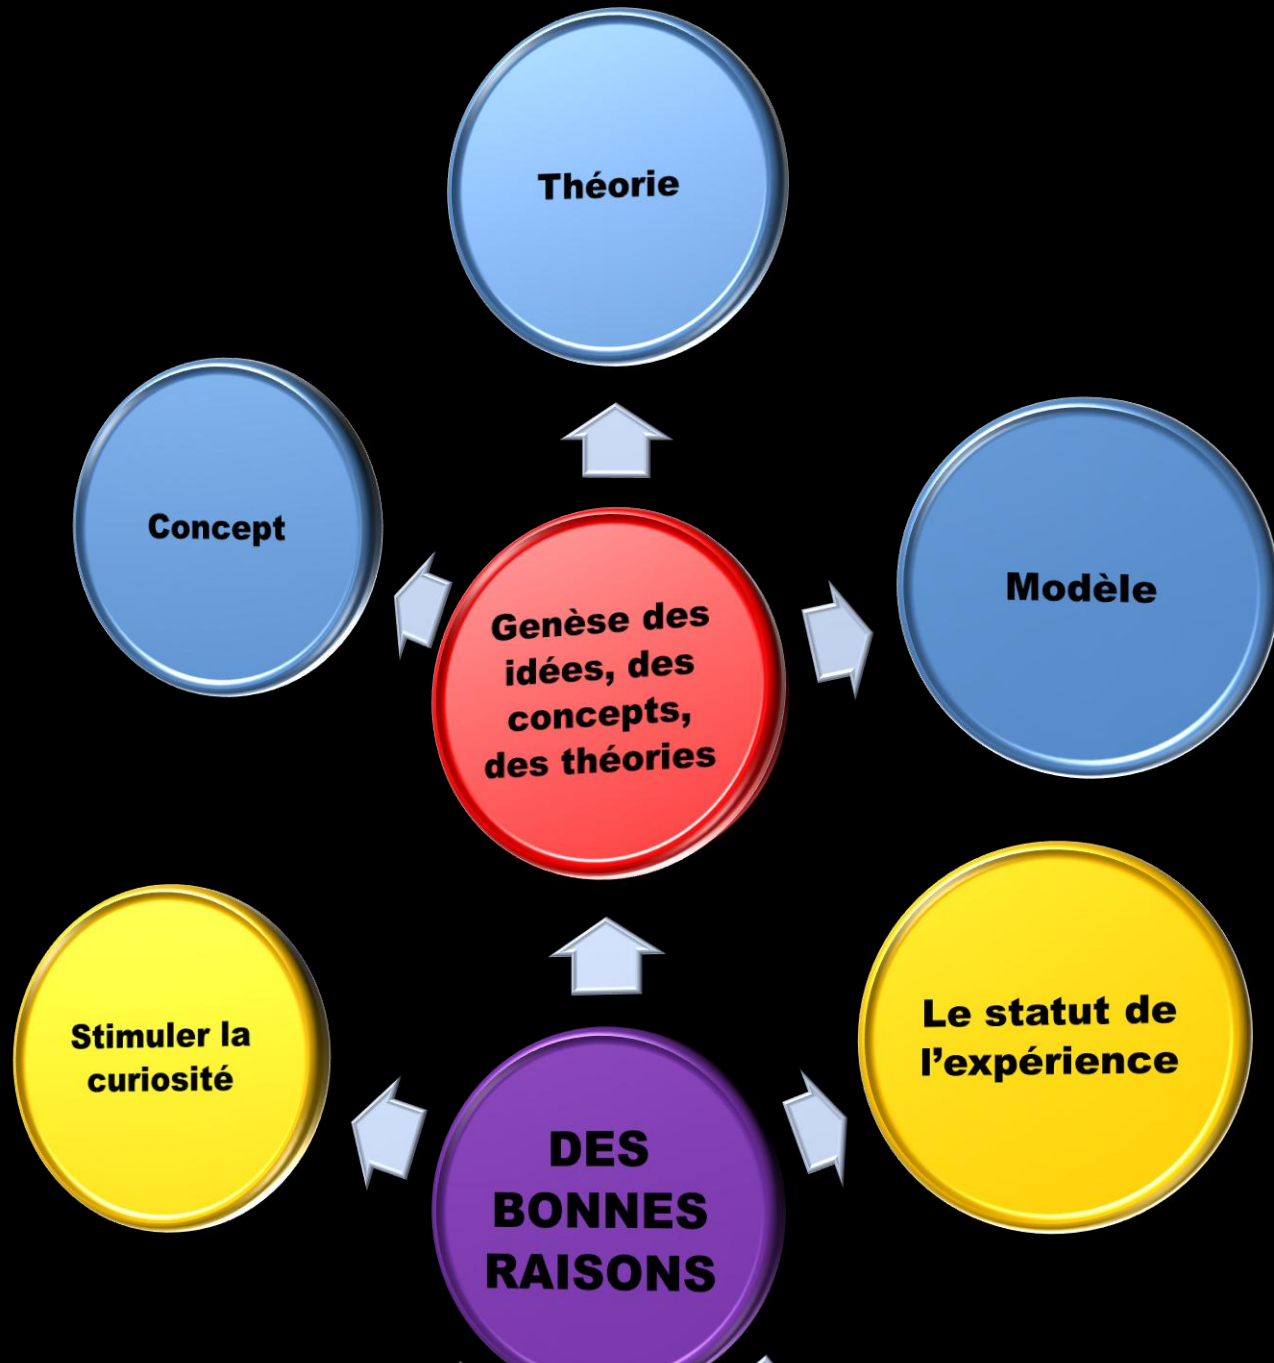 Théorie
Concept
Modèle
Genèse des
idées, des
concepts,
des théories
Stimuler la
curiosité
Le statut de
l’expérience
DES
BONNES
RAISONS